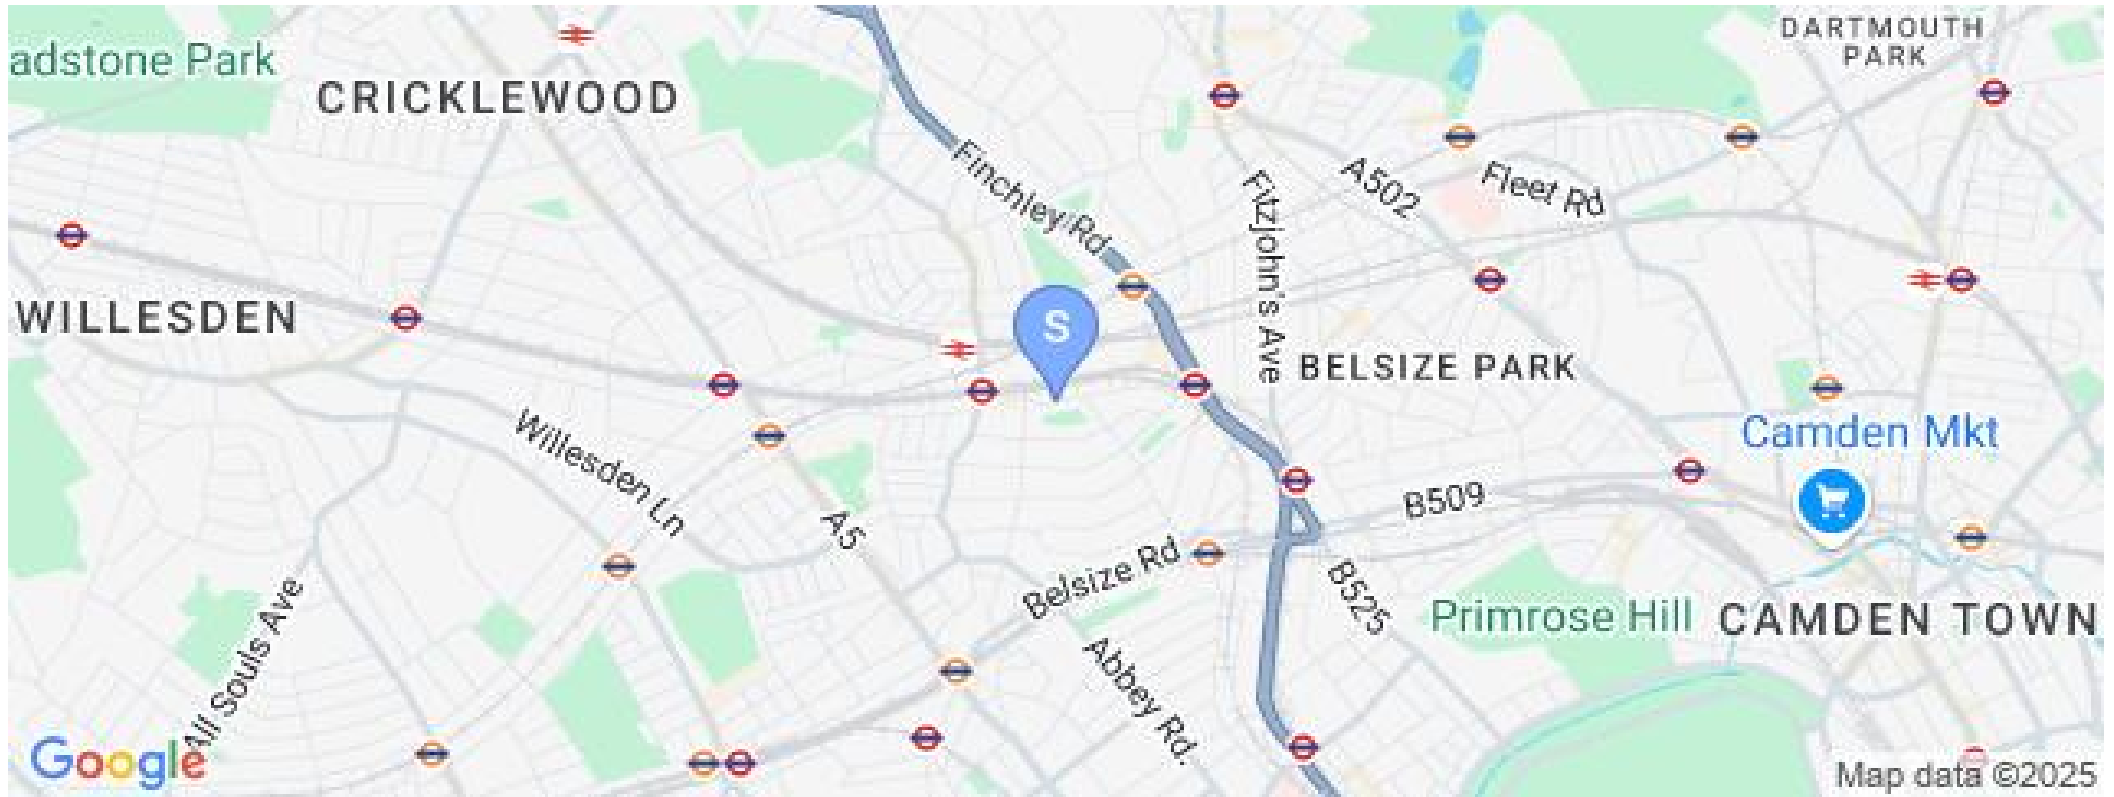 DARTMOUTH
PARK
adstone Park
CRICKLEWOOD
Finchley Rd
A502
Fleet Rd
Fitzjohn's Ave
WILLESDEN
S
BELSIZE PARK
Willesden Ln
Camden Mkt
A5
B509
Belsize Rd
B525
Primrose Hill
CAMDEN TOWN
All Souls Ave
Abbey Rd.
Google
Map data ©2025